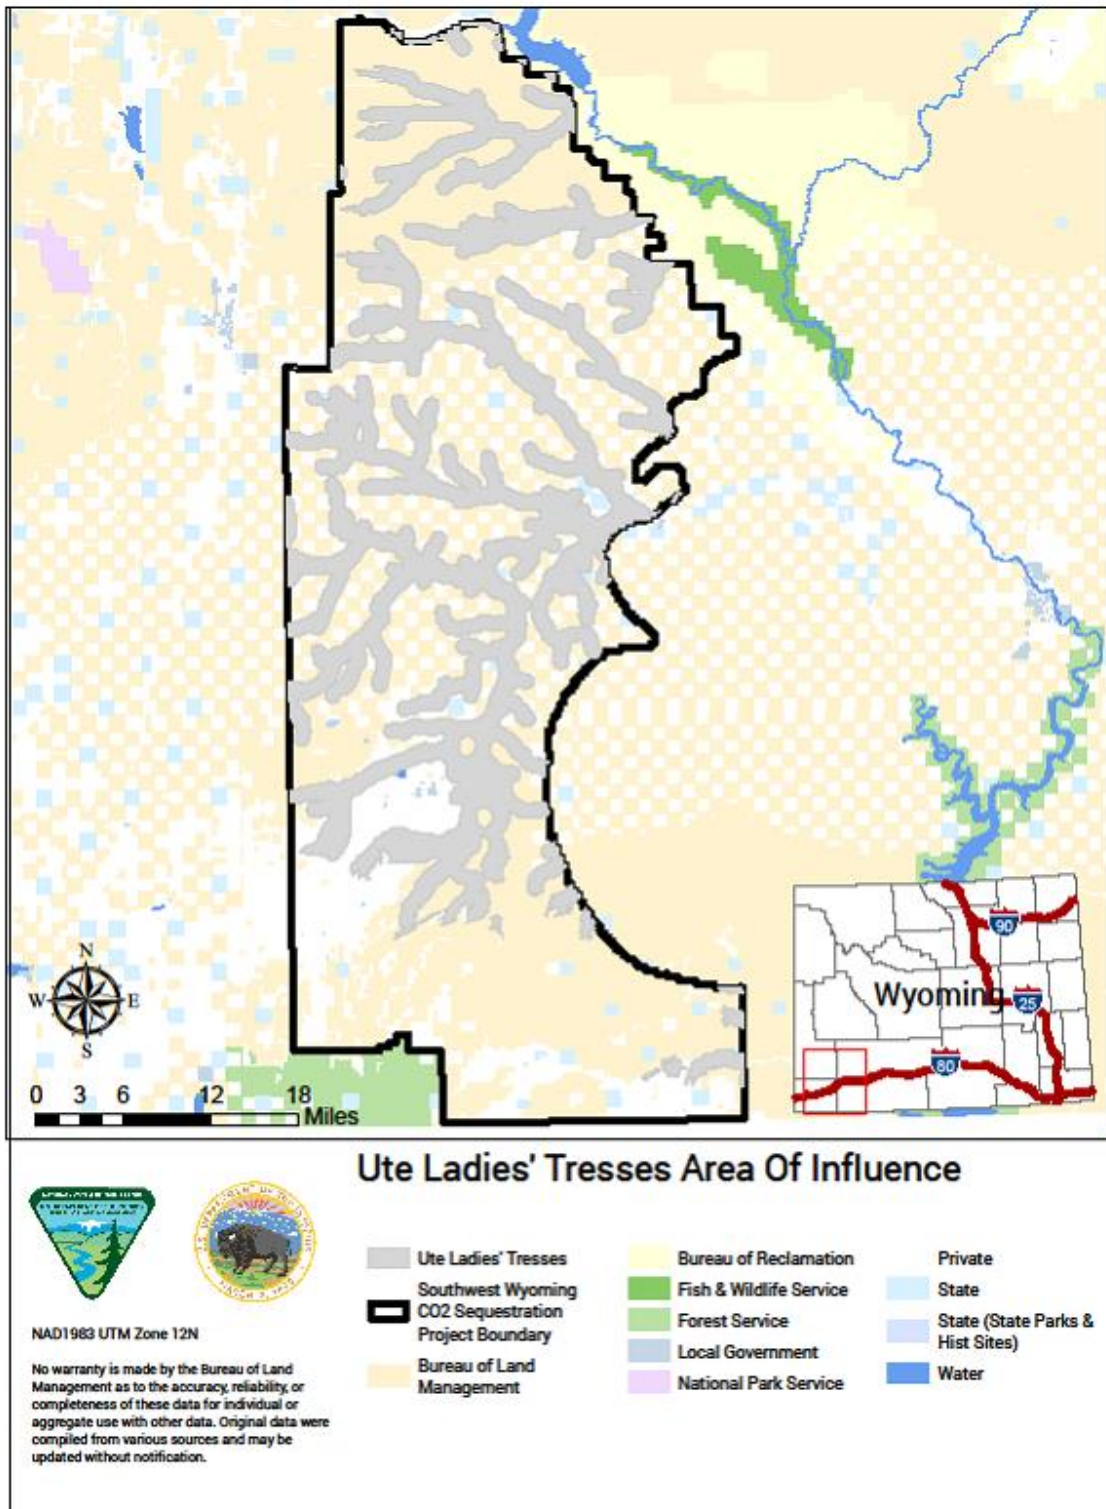 90
Wyoming
25
80
N
W E
S
0 3 6 12 18
Miles
Ute Ladies' Tresses Area Of Influence
Ute Ladies' Tresses
Southwest Wyoming
CO2 Sequestration
Project Boundary
Bureau of Land
Management
Bureau of Reclamation
Fish & Wildlife Service
Forest Service
Local Government
National Park Service
Private
State
State (State Parks &
Hist Sites)
Water
NAD1983 UTM Zone 12N
No warranty is made by the Bureau of Land
Management as to the accuracy, reliability, or
completeness of these data for individual or
aggregate use with other data. Original data were
compiled from various sources and may be
updated without notification.